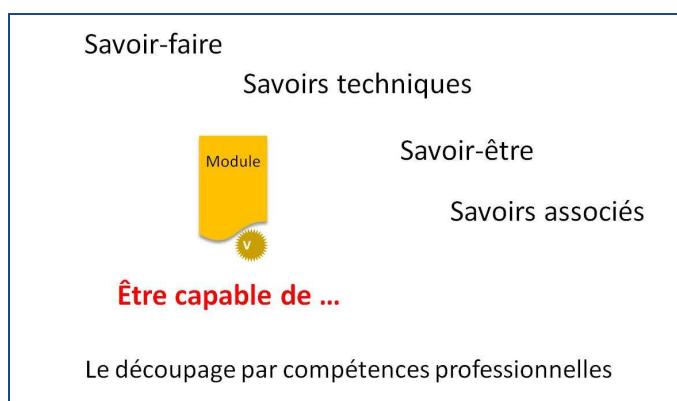 Savoir-faire
Savoirs techniques
Module
Savoir-être
Savoirs associés
V
Être capable de ...
Le découpage par compétences professionnelles